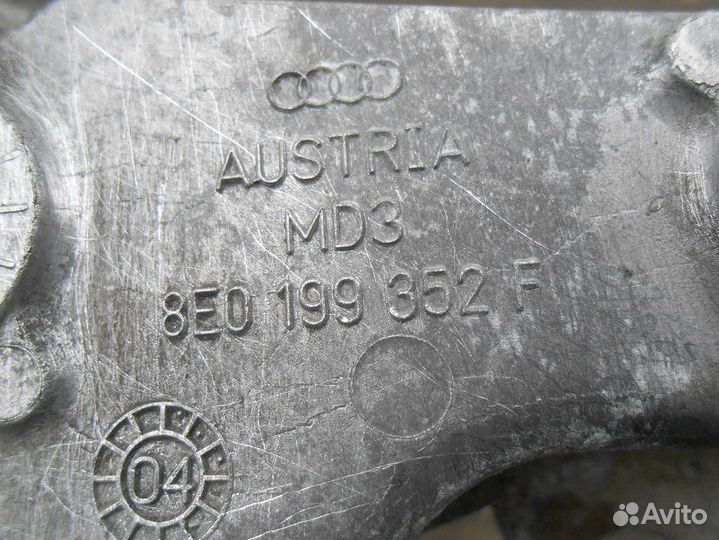 AUSTRIA
MD3
8E0 199 352 F
04
Avito